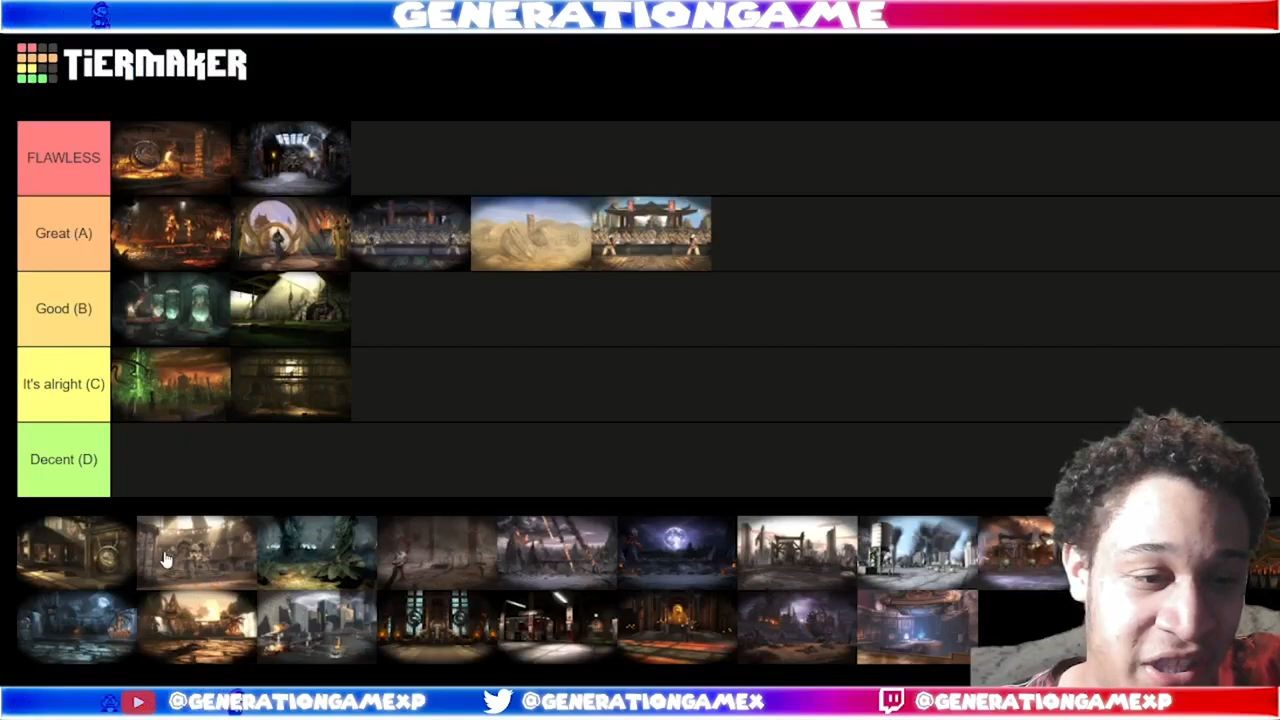 GENERATIONGAME
TIERMAKER
FLAWLESS
Great (A)
Good (B)
It's alright (C)
Decent (D)
@GENERATIONGAMEXP @GENERATIONGAMEX @GENERATIONGAMEXP